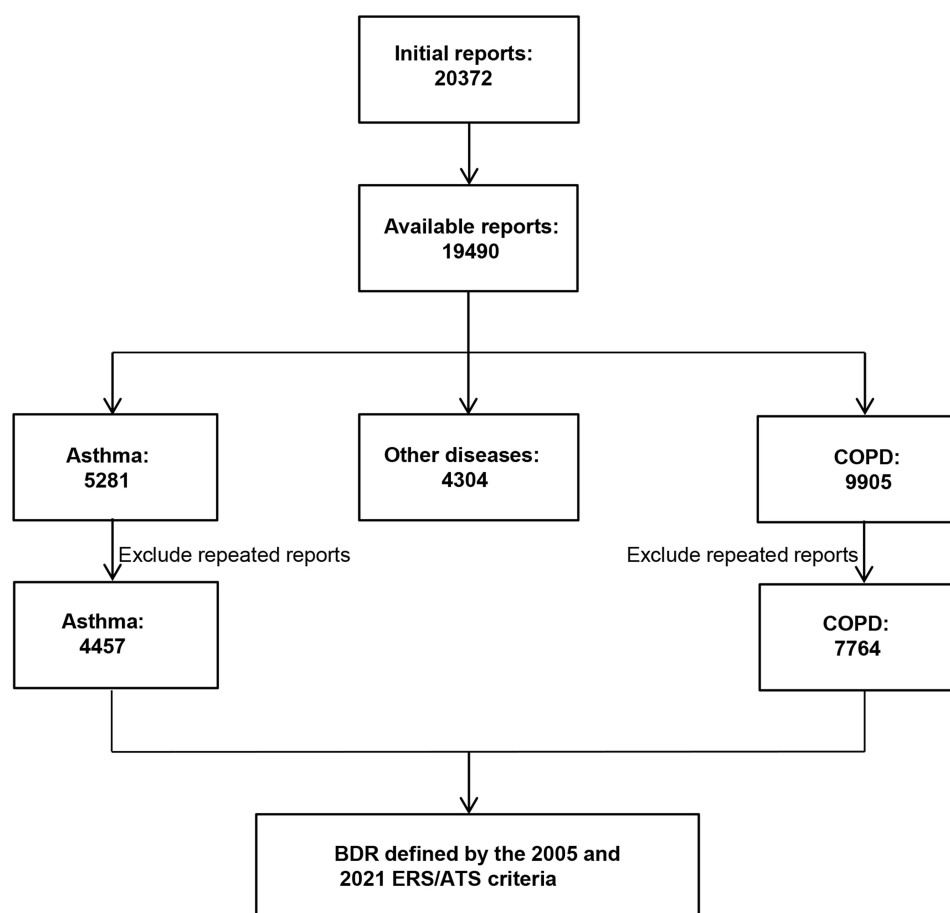 Initial reports:
20372
Available reports:
19490
Asthma:
5281
Other diseases:
4304
COPD:
9905
Exclude repeated reports
Exclude repeated reports
Asthma:
4457
COPD:
7764
BDR defined by the 2005 and
2021 ERS/ATS criteria